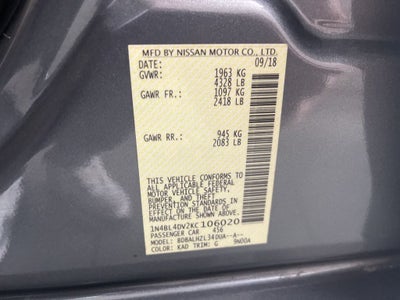 MFD BY NISSAN MOTOR CO., LTD.
DATE: 09/18
GVWR: 1963 KG
4328 LB
GAWR FR.: 1097 KG
2418 LB
GAWR RR.: 945 KG
2083 LB
THIS VEHICLE CONFORMS
TO ALL APPLICABLE FEDERAL
MOTOR VEHICLE SAFETY,
BUMPER, AND THEFT
PREVENTION STANDARDS
IN EFFECT ON THE DATE OF
MANUFACTURE SHOWN ABOVE.
1N4BL4DV2KC106020
PASSENGER CAR 456
MODEL:
COLOR: KAD TRIM: G 9N00A